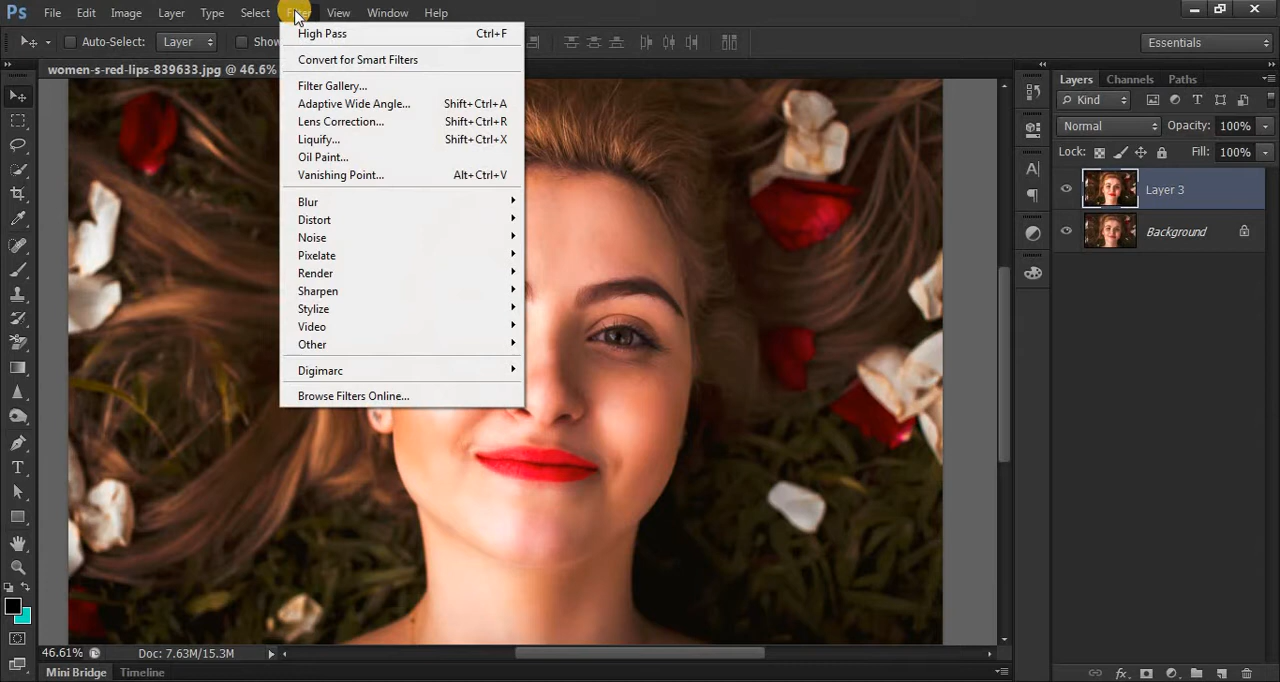 Ps File Edit Image Layer Type Select Filter View Window Help
Auto-Select: Layer Show
Essentials
women-s-red-lips-839633.jpg @ 46.6%
High Pass Ctrl+F
Convert for Smart Filters
Filter Gallery...
Adaptive Wide Angle... Shift+Ctrl+A
Lens Correction... Shift+Ctrl+R
Liquify... Shift+Ctrl+X
Oil Paint...
Vanishing Point... Alt+Ctrl+V
Blur
Distort
Noise
Pixelate
Render
Sharpen
Stylize
Video
Other
Digimarc
Browse Filters Online...
Layers Channels Paths
Kind
Normal Opacity: 100%
Lock: Fill: 100%
Layer 3
Background
46.61% Doc: 7.63M/15.3M
Mini Bridge Timeline